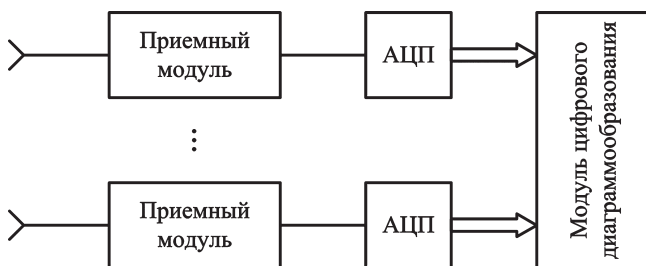 Приемный
модуль
АЦП
...
Приемный
модуль
АЦП
Модуль цифрового
диаграммообразования